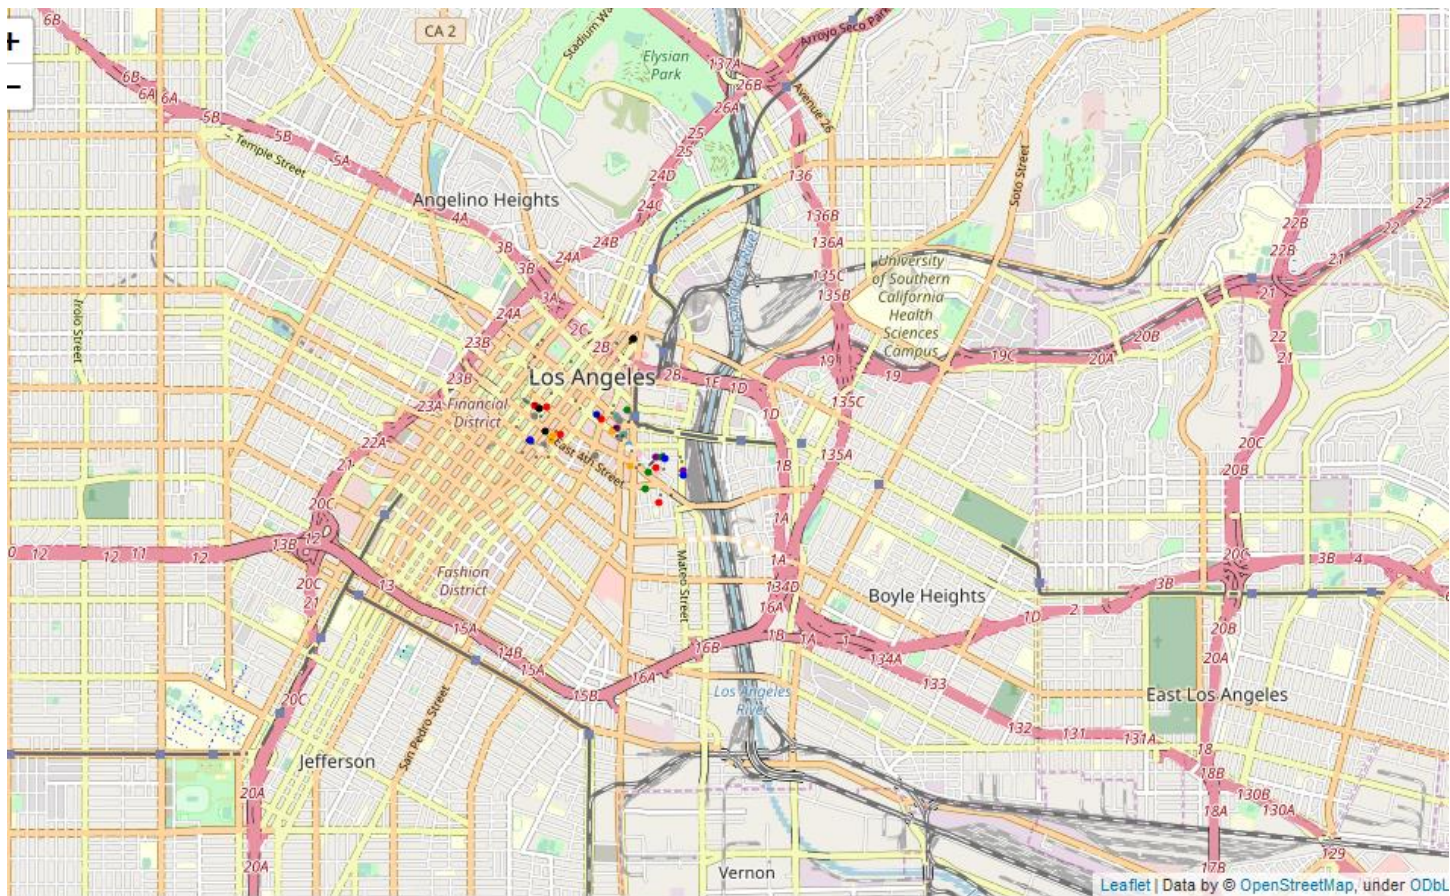 +
−
6B
CA 2
Stadium Wa
Arroyo Seco Park
Elysian
Park
137A
26B
26A
Avenue 26
6B
6A
6A
5B
5B
5A
Temple Street
25
25
24D
24C
136
Soto Street
Angelino Heights
4A
136B
136A
22
22B
22B
22
3B
3B
24B
24A
Los Angeles River
135C
135B
University
of Southern
California
Health
Sciences
Campus
21
21
21
Irolo Street
3A
24A
2C
2B
23B
23B
20B
20A
19C
19
19
Los Angeles
2B
1E
1D
1D
135C
23A
Financial
District
22A
21
East 4th Street
20C
20B
135A
1B
20C
1A
0
12
12
11
12
13B
12
20C
21
13
Fashion
District
Mateo Street
1A
134D
16A
20C
3B
4
3B
Boyle Heights
2
1D
20B
20A
15A
14B
15A
15B
16A
16B
1B
1A
1
134A
133
20C
San Pedro Street
Los Angeles
River
East Los Angeles
132
131
131A
18
Jefferson
18B
130B
130A
18A
20A
20A
17B
129
Vernon
Leaflet | Data by © OpenStreetMap, under ODbL